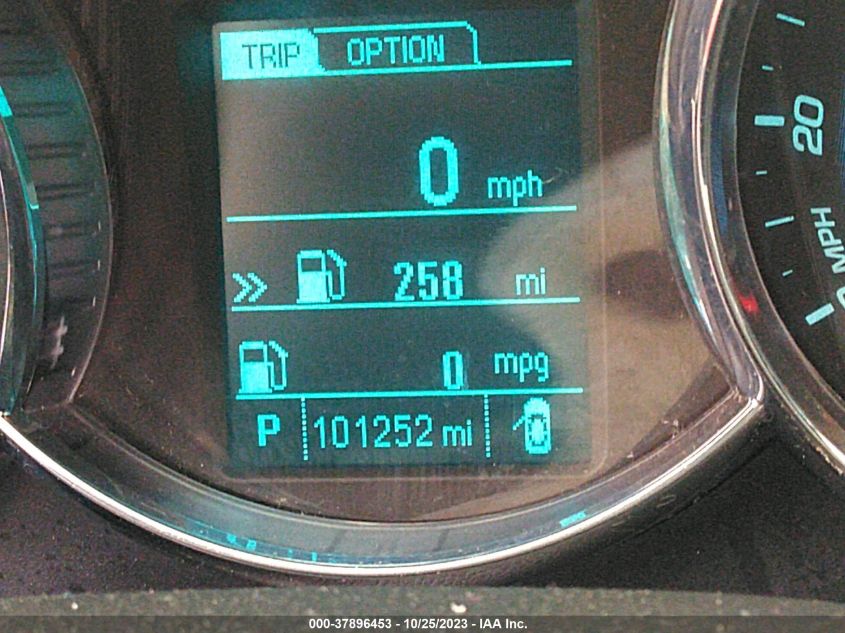 TRIP OPTION
0 mph
258 mi
0 mpg
P 101252 mi
20
MPH
000-37896453 - 10/25/2023 - IAA Inc.